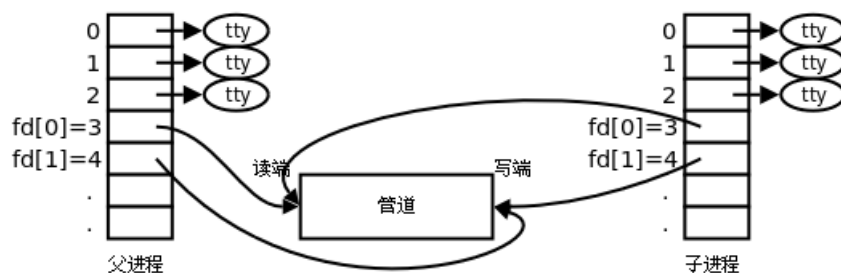 0 tty 0 tty
1 tty 1 tty
2 tty 2 tty
fd[0]=3 fd[0]=3
fd[1]=4 读端 写端 fd[1]=4
. 管道 .
. .
父进程 子进程